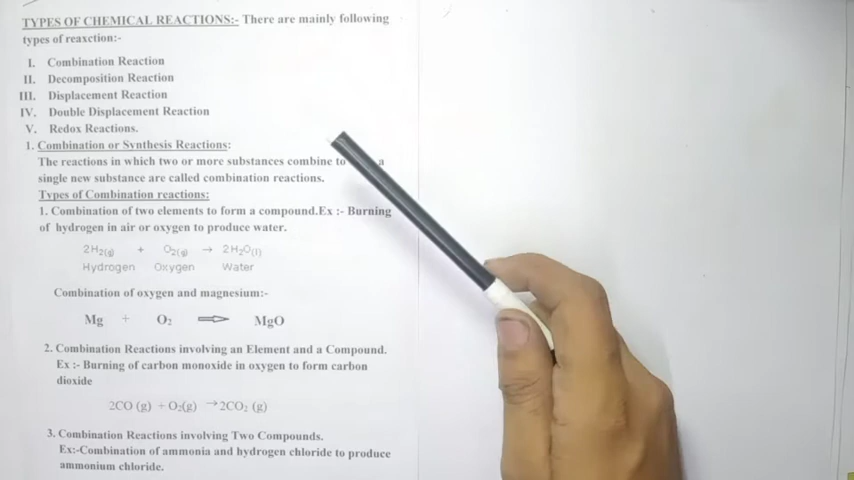 TYPES OF CHEMICAL REACTIONS:- There are mainly following
types of reaxction:-
I. Combination Reaction
II. Decomposition Reaction
III. Displacement Reaction
IV. Double Displacement Reaction
V. Redox Reactions.
1. Combination or Synthesis Reactions:
The reactions in which two or more substances combine to a
single new substance are called combination reactions.
Types of Combination reactions:
1. Combination of two elements to form a compound.Ex :- Burning
of hydrogen in air or oxygen to produce water.
2H2(g) + O2(g) → 2H2O(l)
Hydrogen Oxygen Water
Combination of oxygen and magnesium:-
Mg + O₂ ⇒ MgO
2. Combination Reactions involving an Element and a Compound.
Ex :- Burning of carbon monoxide in oxygen to form carbon
dioxide
2CO (g) + O₂(g) →2CO₂ (g)
3. Combination Reactions involving Two Compounds.
Ex:-Combination of ammonia and hydrogen chloride to produce
ammonium chloride.